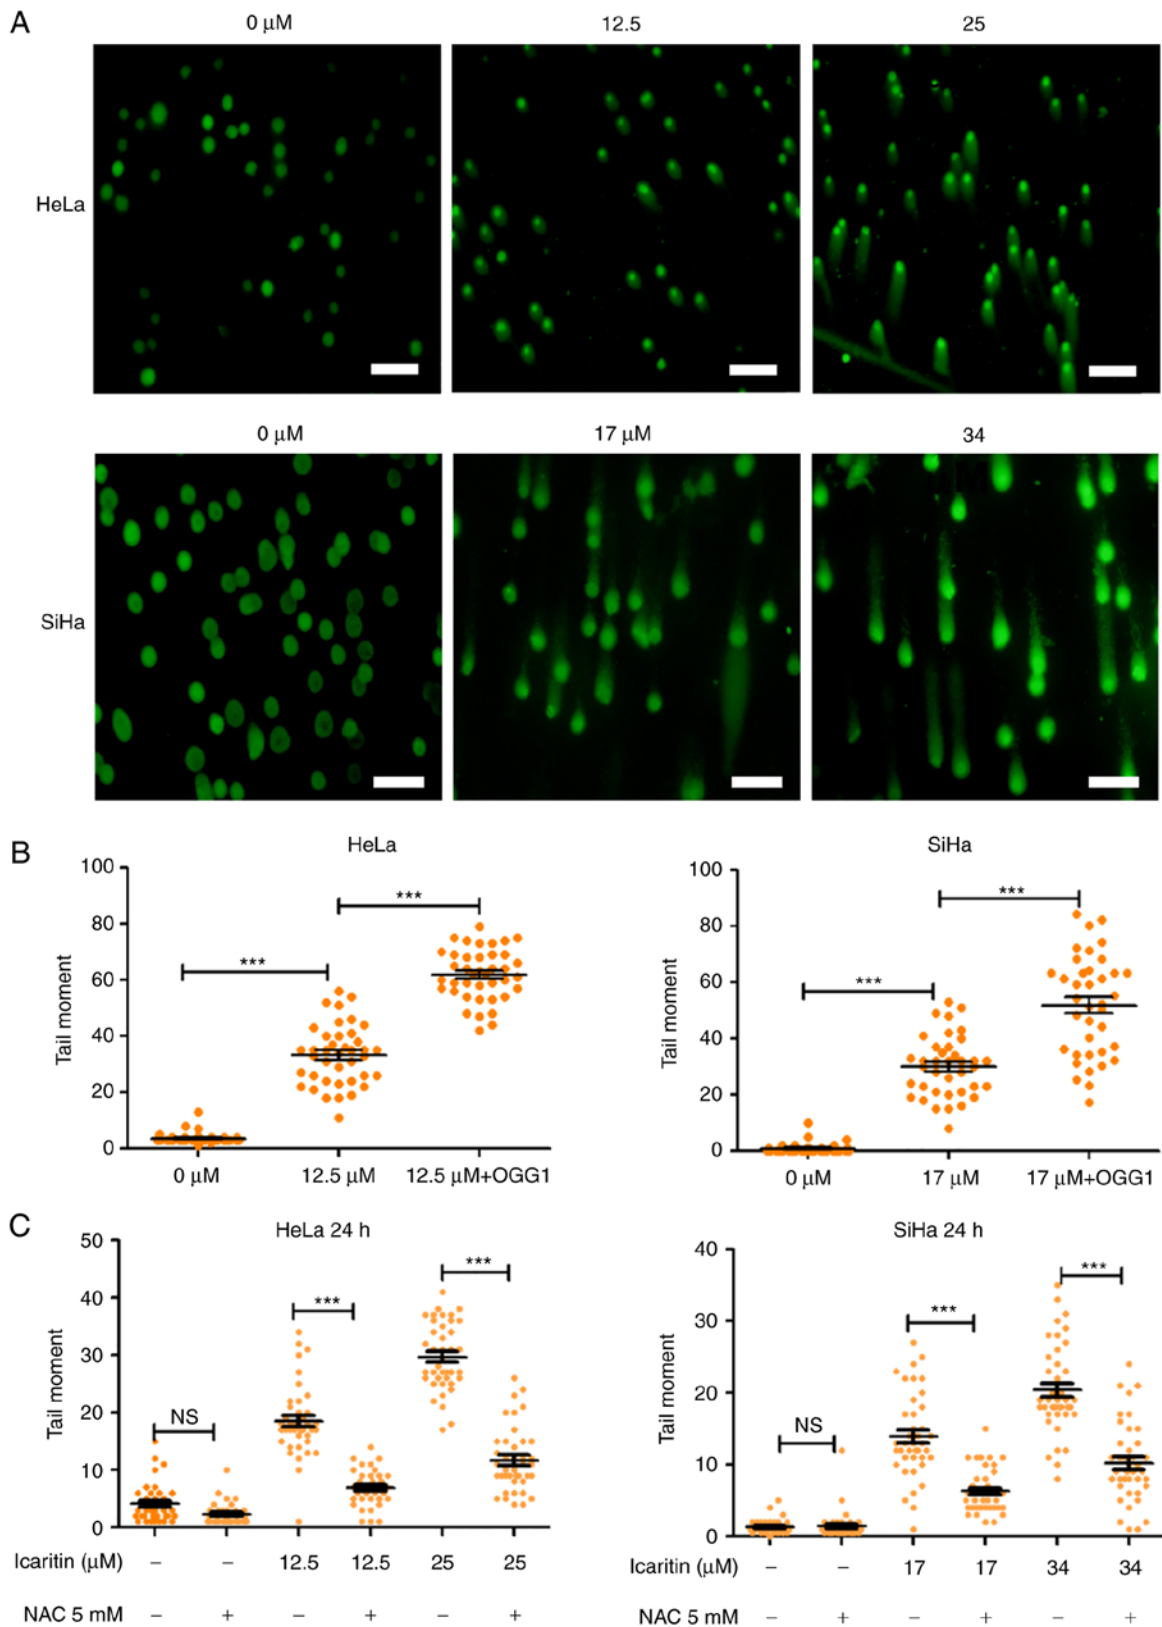 A
0 μM 12.5 25
HeLa
0 μM 17 μM 34
SiHa
B
HeLa
Tail moment
100
80
60
40
20
0
***
***
0 μM 12.5 μM 12.5 μM+OGG1
SiHa
Tail moment
100
80
60
40
20
0
***
***
0 μM 17 μM 17 μM+OGG1
C
HeLa 24 h
Tail moment
50
40
30
20
10
0
NS
***
***
Icaritin (μM) – – 12.5 12.5 25 25
NAC 5 mM – + – + – +
SiHa 24 h
Tail moment
40
30
20
10
0
NS
***
***
Icaritin (μM) – – 17 17 34 34
NAC 5 mM – + – + – +